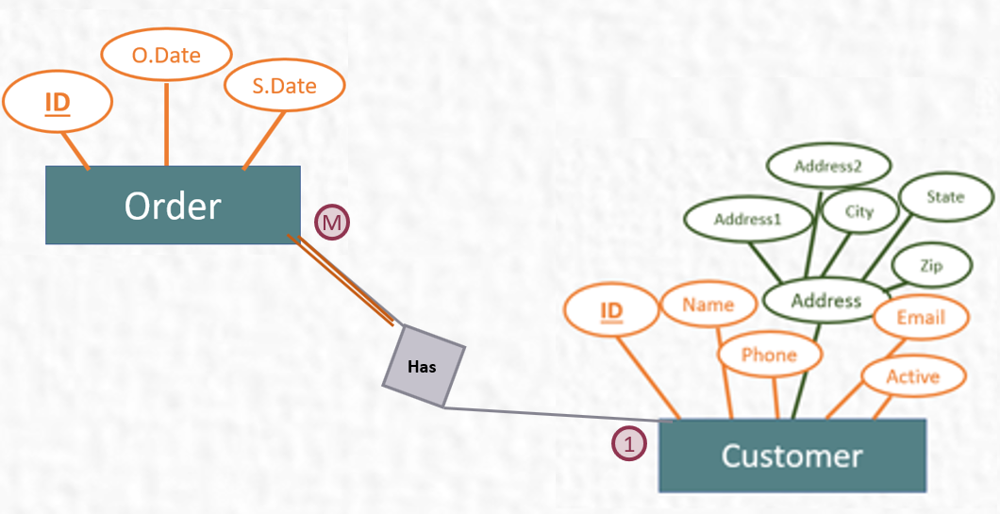 O.Date
S.Date
ID
Order
M
Has
1
Address2
State
City
Address1
Zip
Address
ID
Name
Email
Phone
Active
Customer